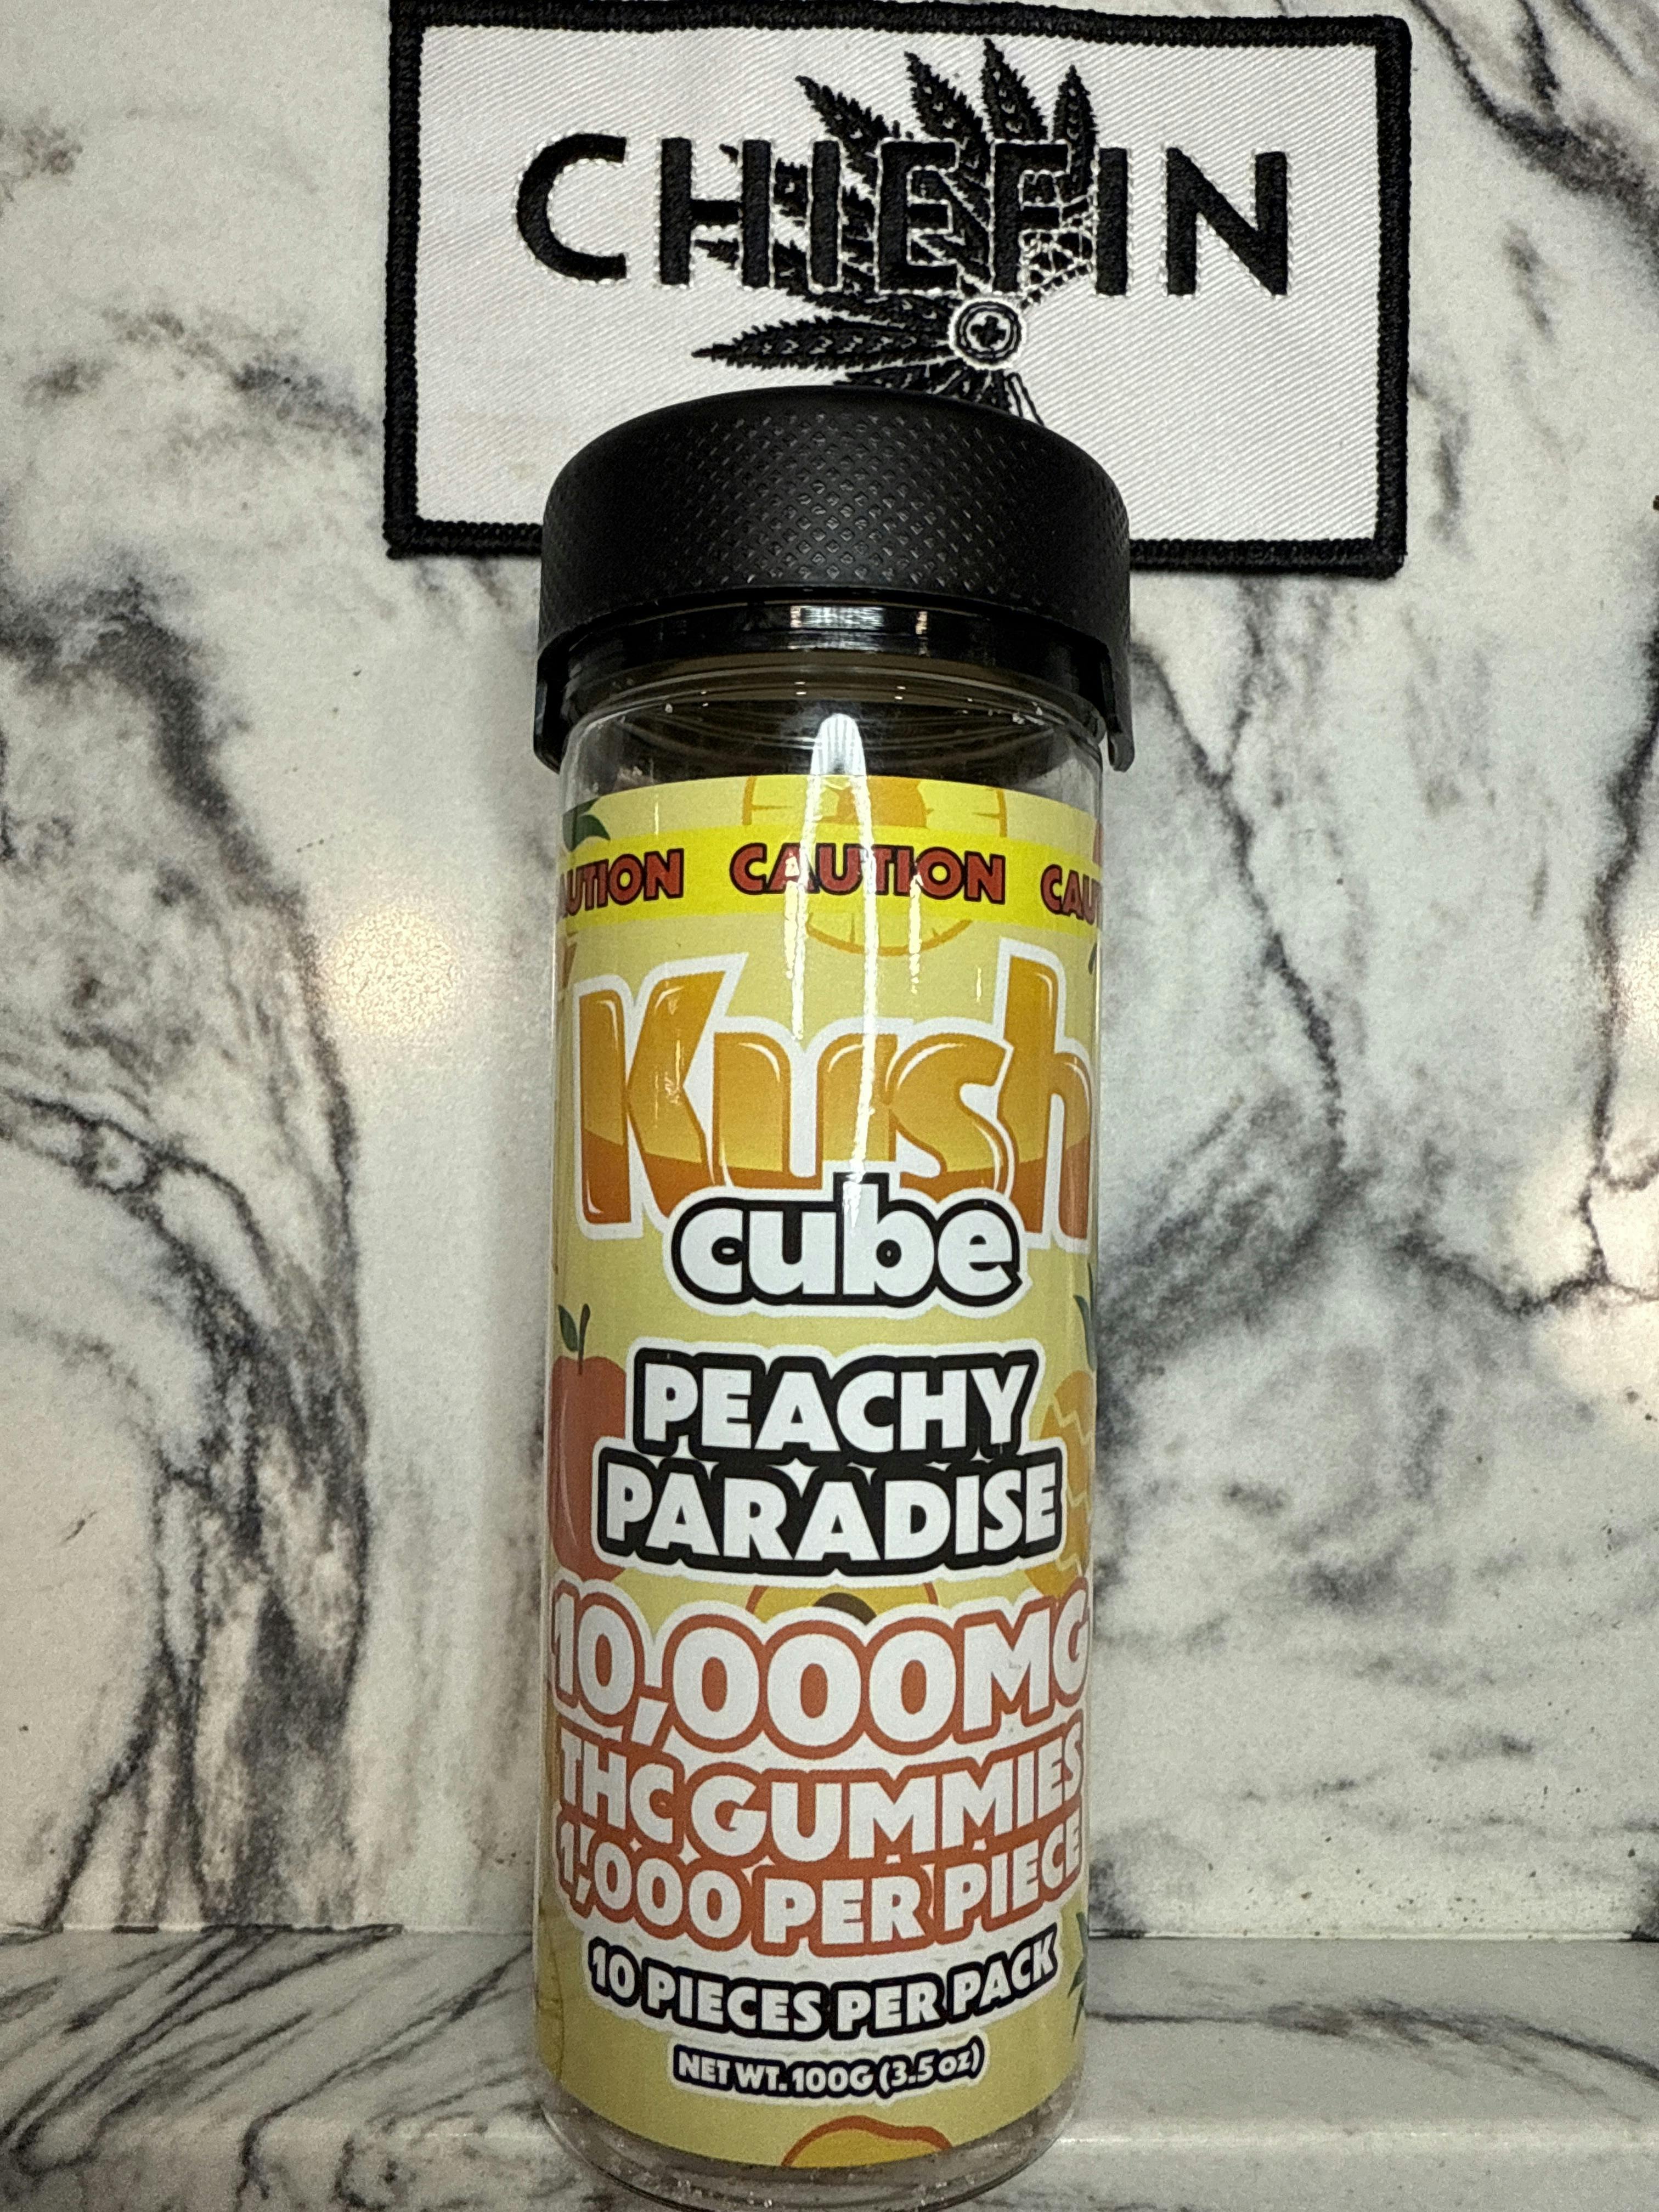 CHIEFIN
CAUTION CAUTION CAUTION
Kush
cube
PEACHY
PARADISE
10,000MG
THC GUMMIES
1,000 PER PIECE
10 PIECES PER PACK
NET WT. 100G (3.5 oz)